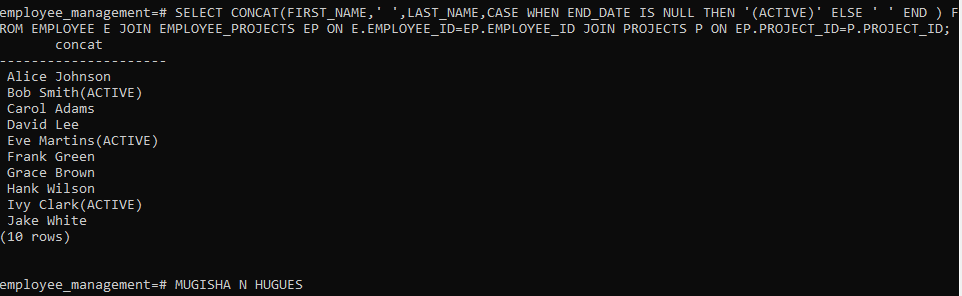 employee_management=# SELECT CONCAT(FIRST_NAME,' ',LAST_NAME,CASE WHEN END_DATE IS NULL THEN '(ACTIVE)' ELSE ' ' END ) F
ROM EMPLOYEE E JOIN EMPLOYEE_PROJECTS EP ON E.EMPLOYEE_ID=EP.EMPLOYEE_ID JOIN PROJECTS P ON EP.PROJECT_ID=P.PROJECT_ID;
concat
---------------------
Alice Johnson
Bob Smith(ACTIVE)
Carol Adams
David Lee
Eve Martins(ACTIVE)
Frank Green
Grace Brown
Hank Wilson
Ivy Clark(ACTIVE)
Jake White
(10 rows)
employee_management=# MUGISHA N HUGUES